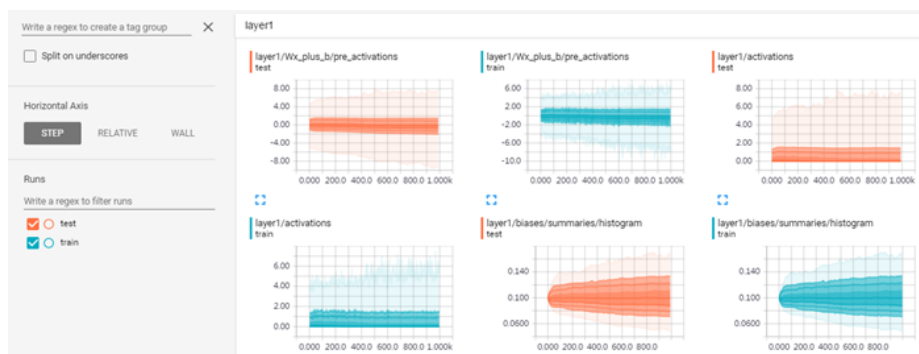 Write a regex to create a tag group
Split on underscores
Horizontal Axis
STEP RELATIVE WALL
Runs
Write a regex to filter runs
test
train
layer1
layer1/Wx_plus_b/pre_activations
test
8.00
4.00
0.00
-4.00
-8.00
0.000 200.0 400.0 600.0 800.0 1.000k
layer1/Wx_plus_b/pre_activations
train
6.00
2.00
-2.00
-6.00
-10.0
0.000 200.0 400.0 600.0 800.0 1.000k
layer1/activations
test
8.00
6.00
4.00
2.00
0.00
0.000 200.0 400.0 600.0 800.0 1.000k
layer1/activations
train
6.00
4.00
2.00
0.00
0.000 200.0 400.0 600.0 800.0 1.000k
layer1/biases/summaries/histogram
test
0.140
0.100
0.0600
0.000 200.0 400.0 600.0 800.0 1.000k
layer1/biases/summaries/histogram
train
0.140
0.100
0.0600
0.000 200.0 400.0 600.0 800.0